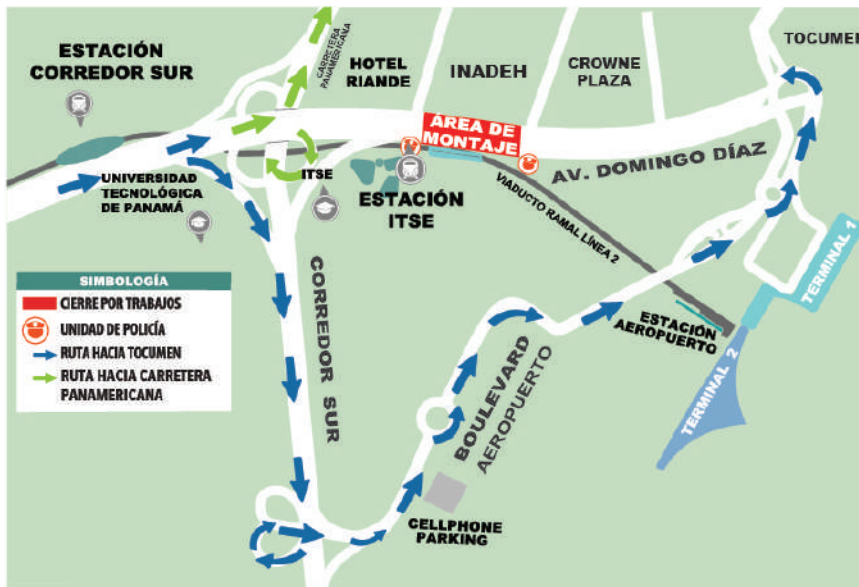 ESTACIÓN
CORREDOR SUR
CARRETERA
PANAMERICANA
HOTEL
RIANDE
INADEH
CROWNE
PLAZA
TOCUMEN
ÁREA DE
MONTAJE
AV. DOMINGO DÍAZ
UNIVERSIDAD
TECNOLÓGICA
DE PANAMÁ
ITSE
ESTACIÓN
ITSE
VIADUCTO RAMAL LÍNEA 2
TERMINAL 1
SIMBOLOGÍA
CIERRE POR TRABAJOS
UNIDAD DE POLICÍA
RUTA HACIA TOCUMEN
RUTA HACIA CARRETERA
PANAMERICANA
CORREDOR SUR
ESTACIÓN
AEROPUERTO
TERMINAL 2
BOULEVARD
AEROPUERTO
CELLPHONE
PARKING